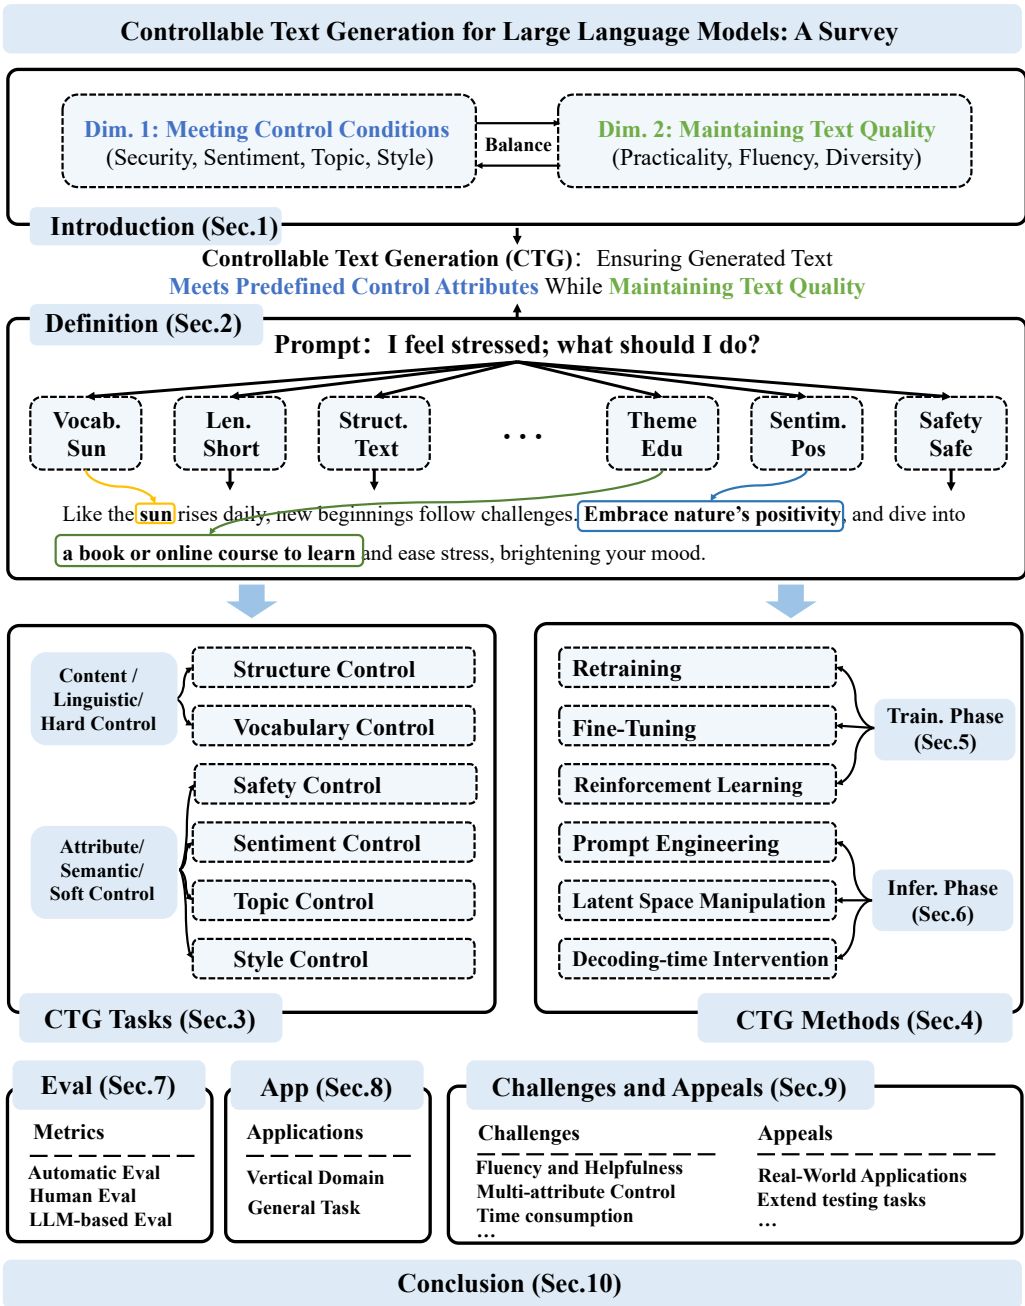 Controllable Text Generation for Large Language Models: A Survey
Dim. 1: Meeting Control Conditions
(Security, Sentiment, Topic, Style)
Balance
Dim. 2: Maintaining Text Quality
(Practicality, Fluency, Diversity)
Introduction (Sec.1)
Controllable Text Generation (CTG)：Ensuring Generated Text
Meets Predefined Control Attributes While Maintaining Text Quality
Definition (Sec.2)
Prompt：I feel stressed; what should I do?
Vocab.
Sun
Len.
Short
Struct.
Text
...
Theme
Edu
Sentim.
Pos
Safety
Safe
Like the sun rises daily, new beginnings follow challenges. Embrace nature's positivity, and dive into
a book or online course to learn and ease stress, brightening your mood.
Content /
Linguistic/
Hard Control
Structure Control
Vocabulary Control
Attribute/
Semantic/
Soft Control
Safety Control
Sentiment Control
Topic Control
Style Control
CTG Tasks (Sec.3)
Retraining
Fine-Tuning
Reinforcement Learning
Train. Phase
(Sec.5)
Prompt Engineering
Latent Space Manipulation
Decoding-time Intervention
Infer. Phase
(Sec.6)
CTG Methods (Sec.4)
Eval (Sec.7)
Metrics
Automatic Eval
Human Eval
LLM-based Eval
App (Sec.8)
Applications
Vertical Domain
General Task
Challenges and Appeals (Sec.9)
Challenges
Fluency and Helpfulness
Multi-attribute Control
Time consumption
...
Appeals
Real-World Applications
Extend testing tasks
...
Conclusion (Sec.10)